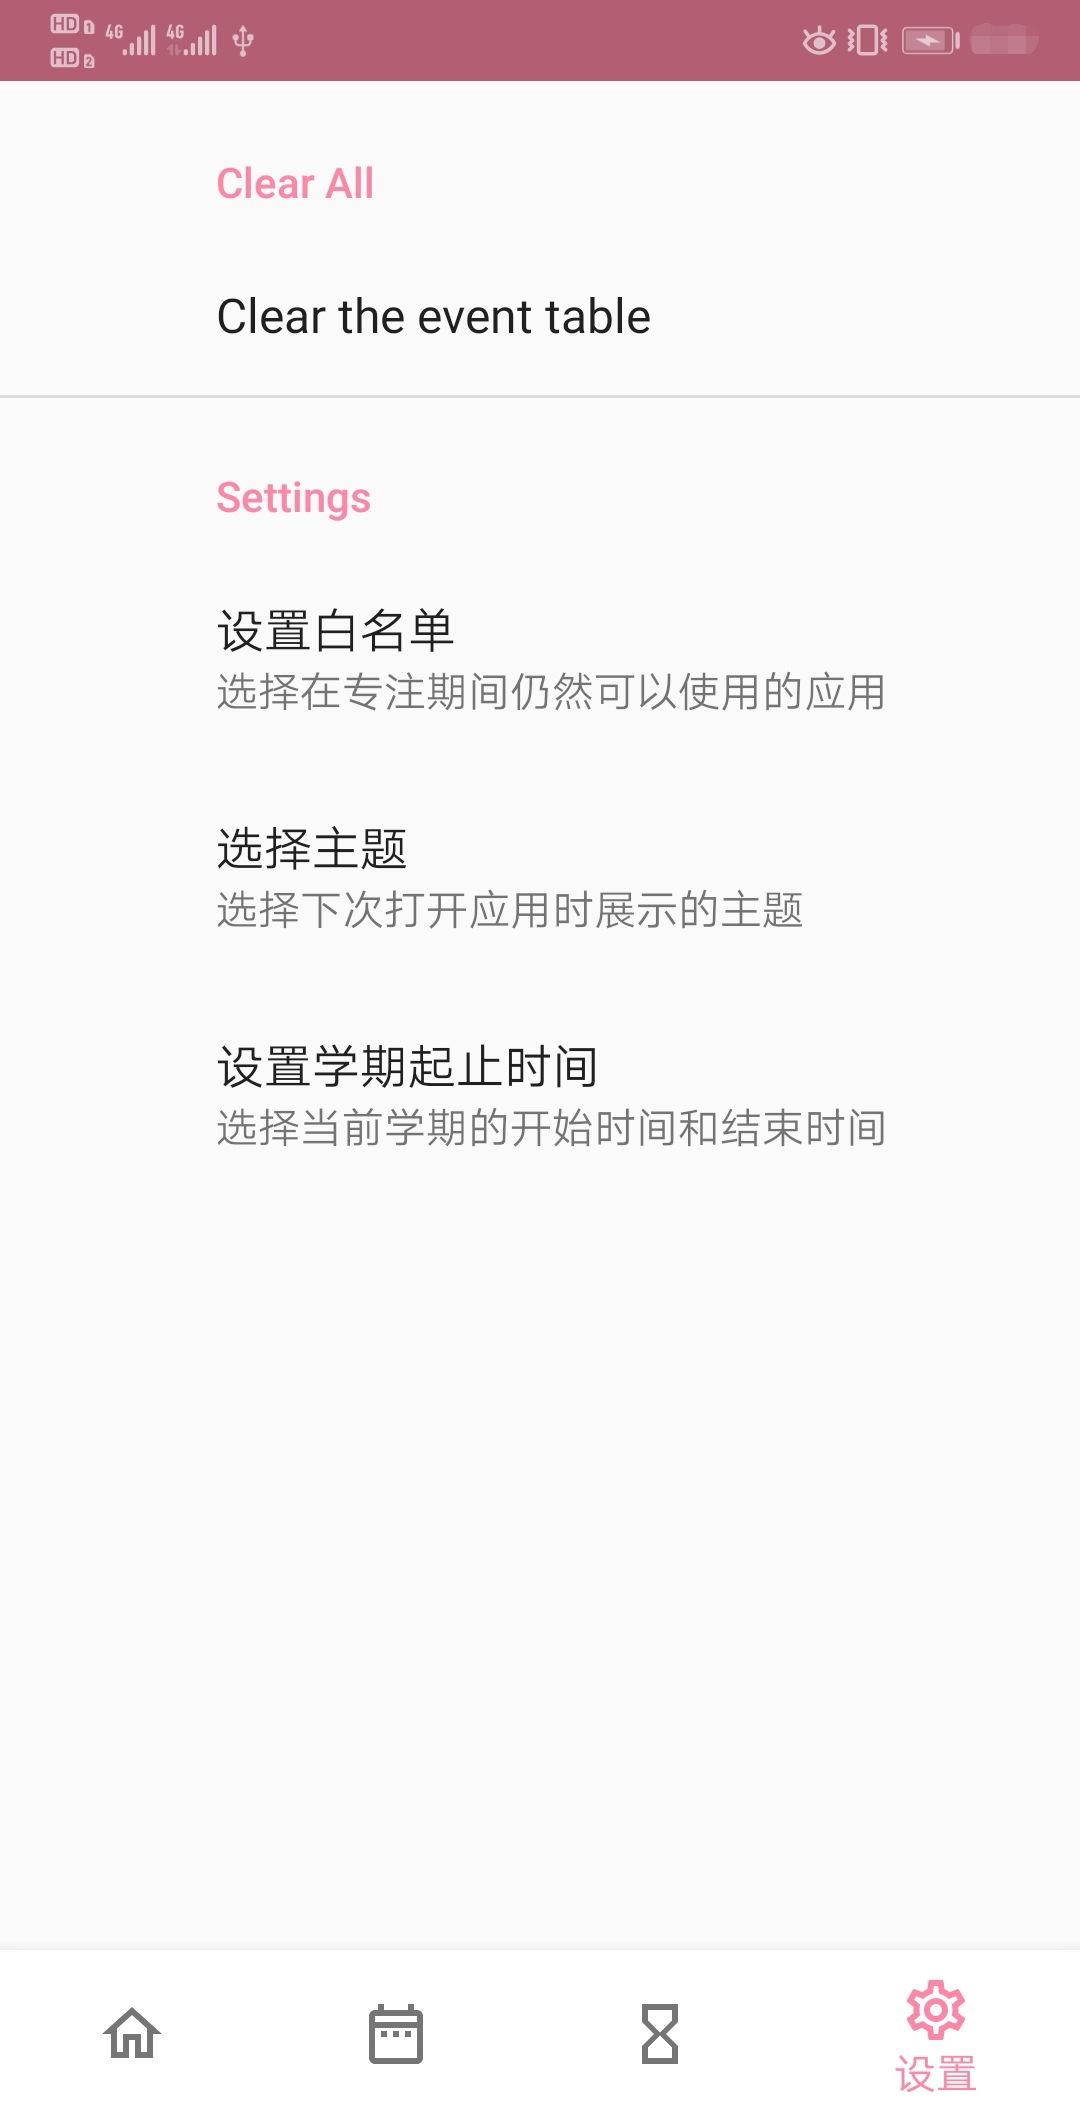 HD 1 4G 4G
HD 2
Clear All
Clear the event table
Settings
设置白名单
选择在专注期间仍然可以使用的应用
选择主题
选择下次打开应用时展示的主题
设置学期起止时间
选择当前学期的开始时间和结束时间
设置